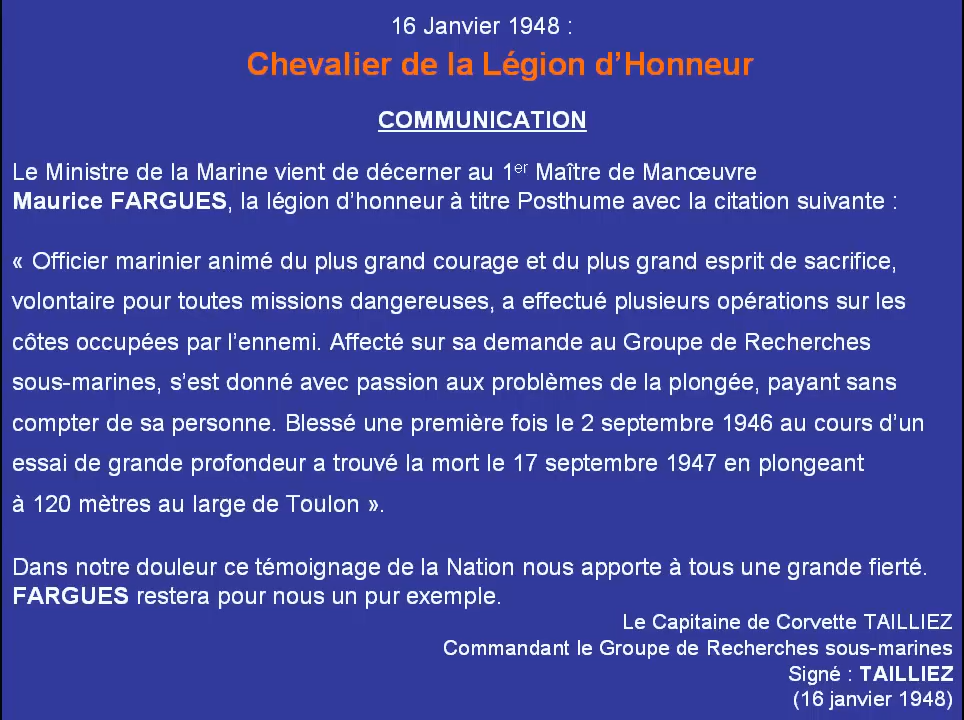 16 Janvier 1948 :
Chevalier de la Légion d’Honneur
COMMUNICATION
Le Ministre de la Marine vient de décerner au 1er Maître de Manœuvre
Maurice FARGUES, la légion d’honneur à titre Posthume avec la citation suivante :
« Officier marinier animé du plus grand courage et du plus grand esprit de sacrifice,
volontaire pour toutes missions dangereuses, a effectué plusieurs opérations sur les
côtes occupées par l’ennemi. Affecté sur sa demande au Groupe de Recherches
sous-marines, s’est donné avec passion aux problèmes de la plongée, payant sans
compter de sa personne. Blessé une première fois le 2 septembre 1946 au cours d’un
essai de grande profondeur a trouvé la mort le 17 septembre 1947 en plongeant
à 120 mètres au large de Toulon ».
Dans notre douleur ce témoignage de la Nation nous apporte à tous une grande fierté.
FARGUES restera pour nous un pur exemple.
Le Capitaine de Corvette TAILLIEZ
Commandant le Groupe de Recherches sous-marines
Signé : TAILLIEZ
(16 janvier 1948)